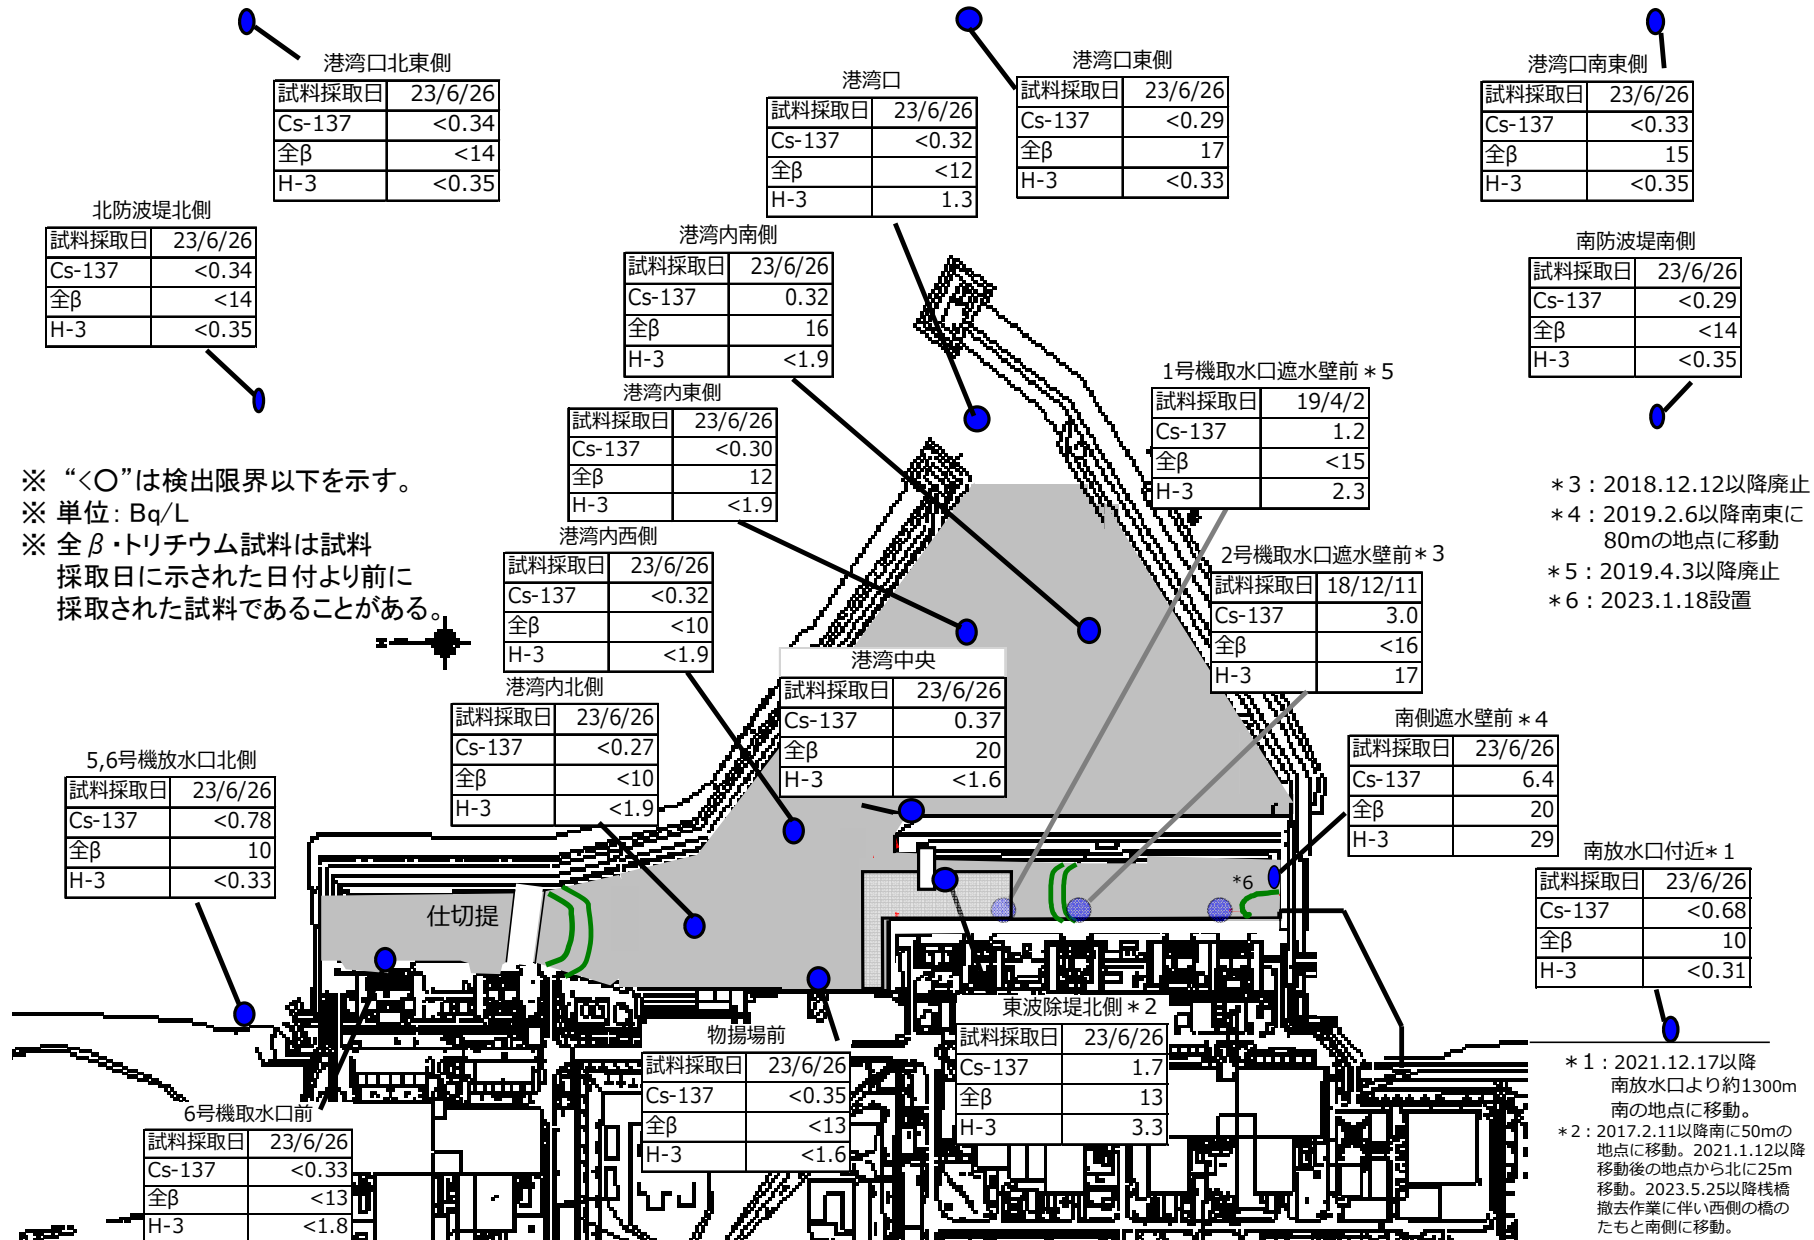 港湾口北東側
試料採取日 23/6/26
Cs-137 <0.34
全β <14
H-3 <0.35
港湾口
試料採取日 23/6/26
Cs-137 <0.32
全β <12
H-3 1.3
港湾口東側
試料採取日 23/6/26
Cs-137 <0.29
全β 17
H-3 <0.33
港湾口南東側
試料採取日 23/6/26
Cs-137 <0.33
全β 15
H-3 <0.35
北防波堤北側
試料採取日 23/6/26
Cs-137 <0.34
全β <14
H-3 <0.35
港湾内南側
試料採取日 23/6/26
Cs-137 0.32
全β 16
H-3 <1.9
南防波堤南側
試料採取日 23/6/26
Cs-137 <0.29
全β <14
H-3 <0.35
港湾内東側
試料採取日 23/6/26
Cs-137 <0.30
全β 12
H-3 <1.9
1号機取水口遮水壁前＊5
試料採取日 19/4/2
Cs-137 1.2
全β <15
H-3 2.3
※ “<〇”は検出限界以下を示す。
※ 単位: Bq/L
※ 全β・トリチウム試料は試料
採取日に示された日付より前に
採取された試料であることがある。
＊3：2018.12.12以降廃止
＊4：2019.2.6以降南東に
80mの地点に移動
＊5：2019.4.3以降廃止
＊6：2023.1.18設置
港湾内西側
試料採取日 23/6/26
Cs-137 <0.32
全β <10
H-3 <1.9
2号機取水口遮水壁前＊3
試料採取日 18/12/11
Cs-137 3.0
全β <16
H-3 17
N
港湾中央
試料採取日 23/6/26
Cs-137 0.37
全β 20
H-3 <1.6
港湾内北側
試料採取日 23/6/26
Cs-137 <0.27
全β <10
H-3 <1.9
南側遮水壁前＊4
試料採取日 23/6/26
Cs-137 6.4
全β 20
H-3 29
5,6号機放水口北側
試料採取日 23/6/26
Cs-137 <0.78
全β 10
H-3 <0.33
南放水口付近＊1
試料採取日 23/6/26
Cs-137 <0.68
全β 10
H-3 <0.31
仕切提
*6
東波除堤北側＊2
試料採取日 23/6/26
Cs-137 1.7
全β 13
H-3 3.3
物揚場前
試料採取日 23/6/26
Cs-137 <0.35
全β <13
H-3 <1.6
6号機取水口前
試料採取日 23/6/26
Cs-137 <0.33
全β <13
H-3 <1.8
＊1：2021.12.17以降
南放水口より約1300m
南の地点に移動。
＊2：2017.2.11以降南に50mの
地点に移動。2021.1.12以降
移動後の地点から北に25m
移動。2023.5.25以降桟橋
撤去作業に伴い西側の橋の
たもと南側に移動。